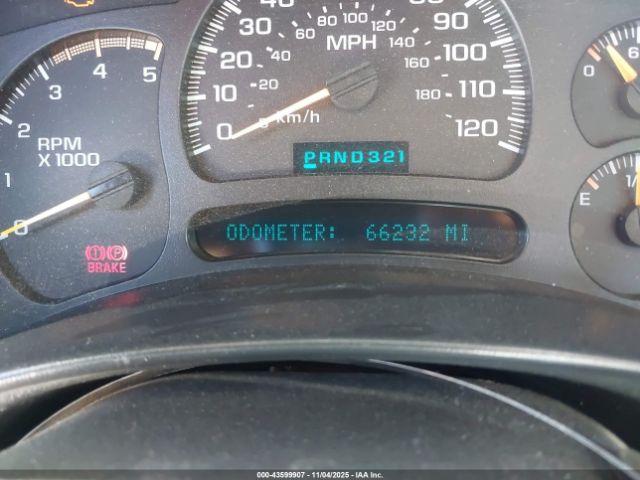 40 80
30 60 80 100 120 90
20 40 MPH 140 100
10 20 160 110
0 km/h 180 120
PRND321
1 2 3 4 5
RPM
X1000
0
BRAKE
ODOMETER: 66232 MI
0 6
E
000-43599907 - 11/04/2025 - IAA Inc.